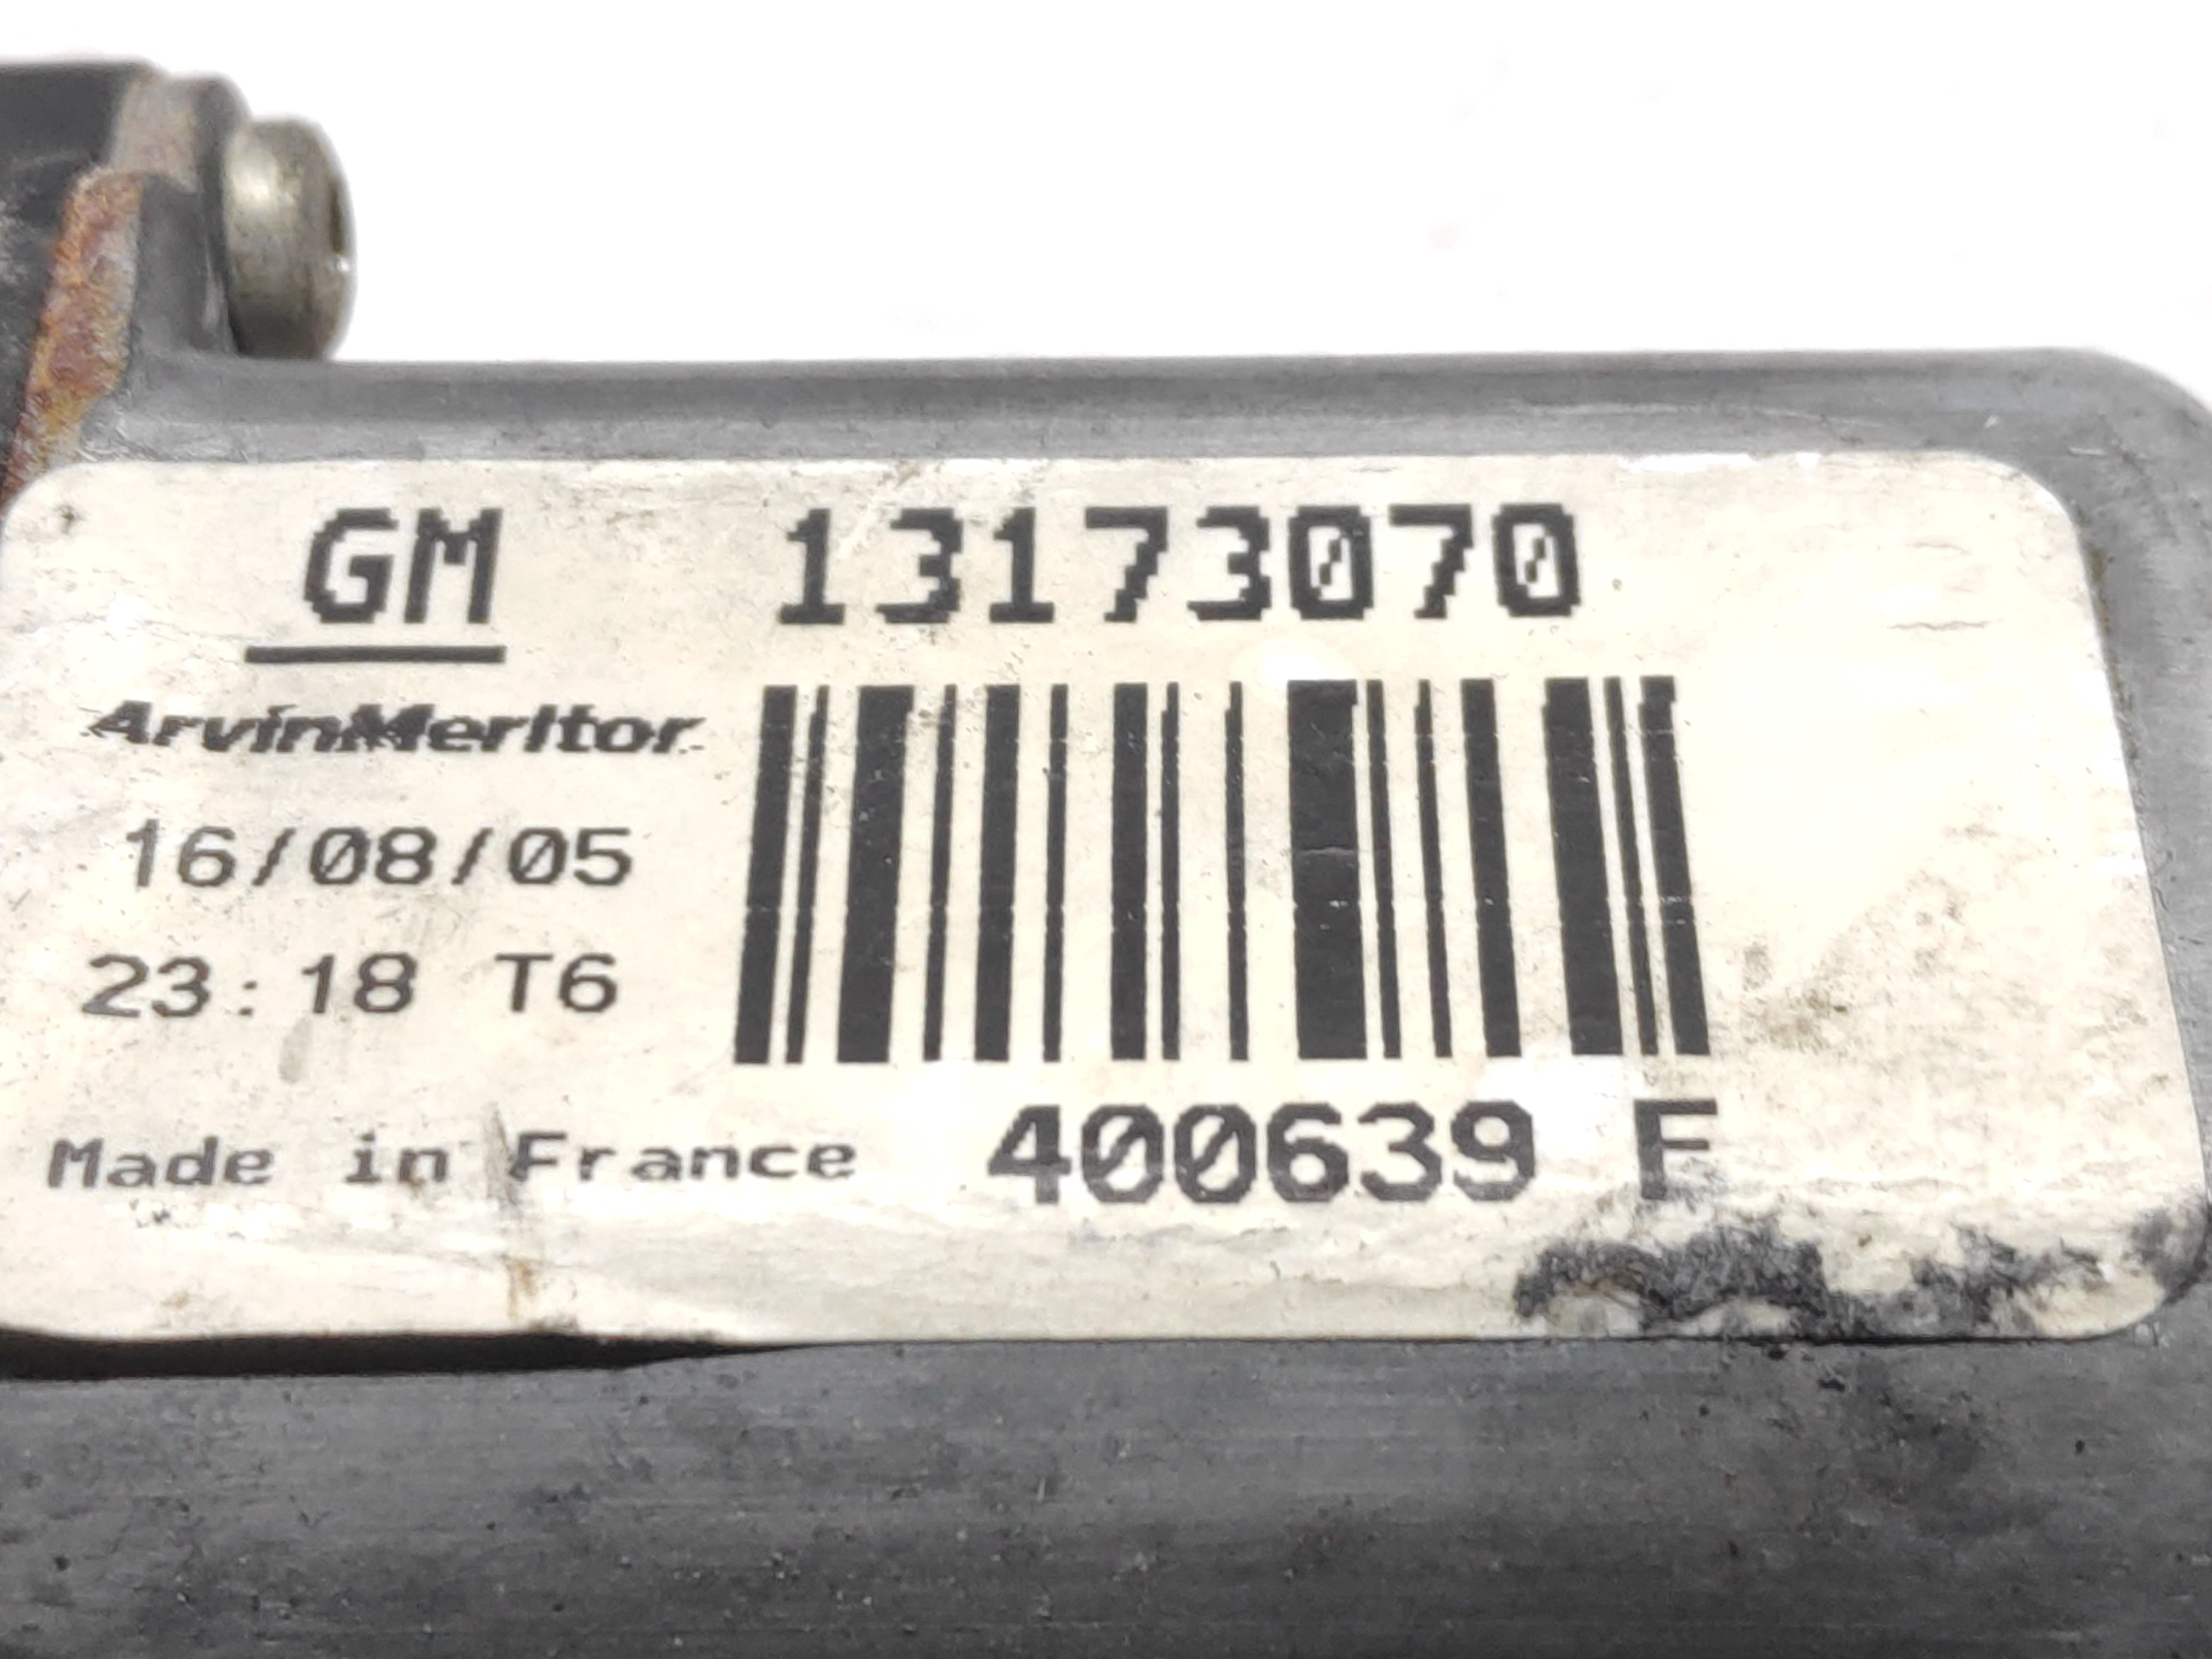 GM 13173070
ArvinMeritor
16/08/05
23:18 T6
Made in France 400639 F